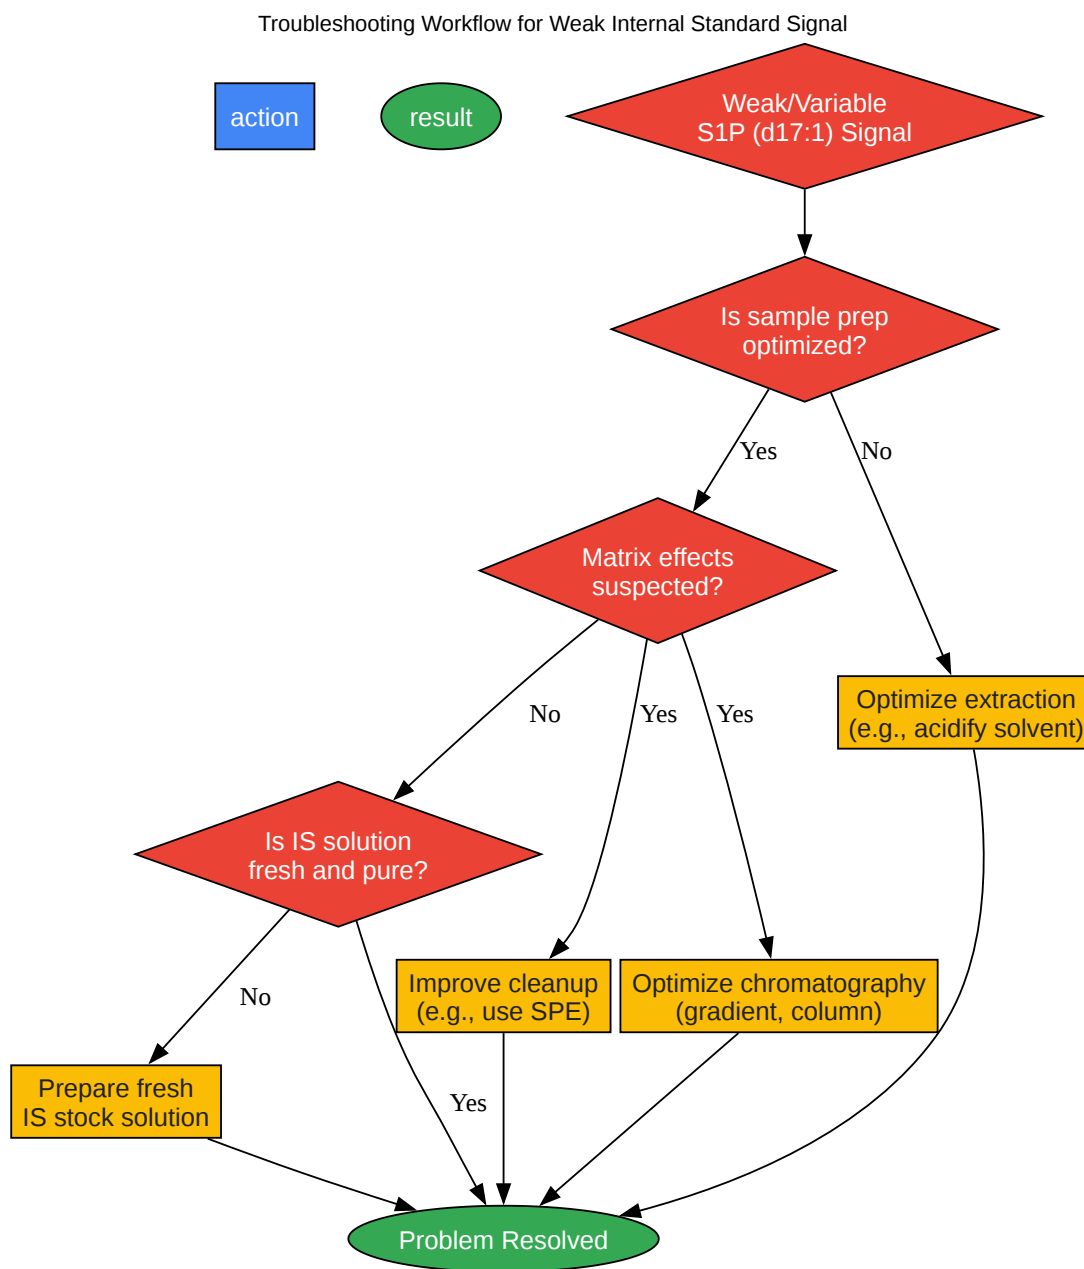 Troubleshooting Workflow for Weak Internal Standard Signal
action
result
Weak/Variable
S1P (d17:1) Signal
Is sample prep
optimized?
Yes
No
Matrix effects
suspected?
Optimize extraction
(e.g., acidify solvent)
No
Yes
Yes
Is IS solution
fresh and pure?
Improve cleanup
(e.g., use SPE)
Optimize chromatography
(gradient, column)
No
Prepare fresh
IS stock solution
Yes
Problem Resolved